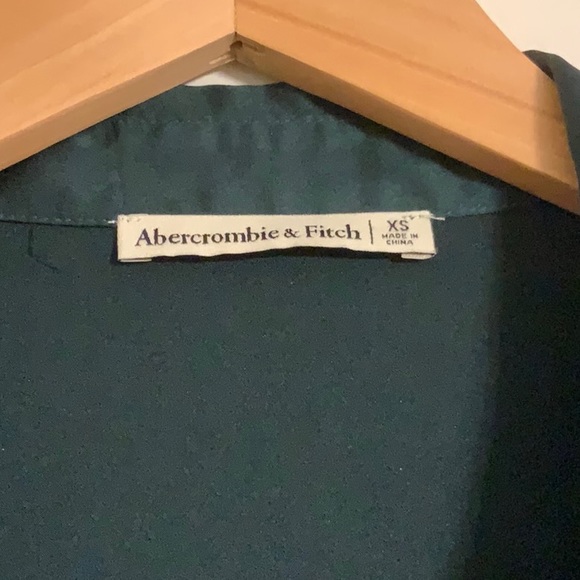 Abercrombie & Fitch | XS
MADE IN
CHINA